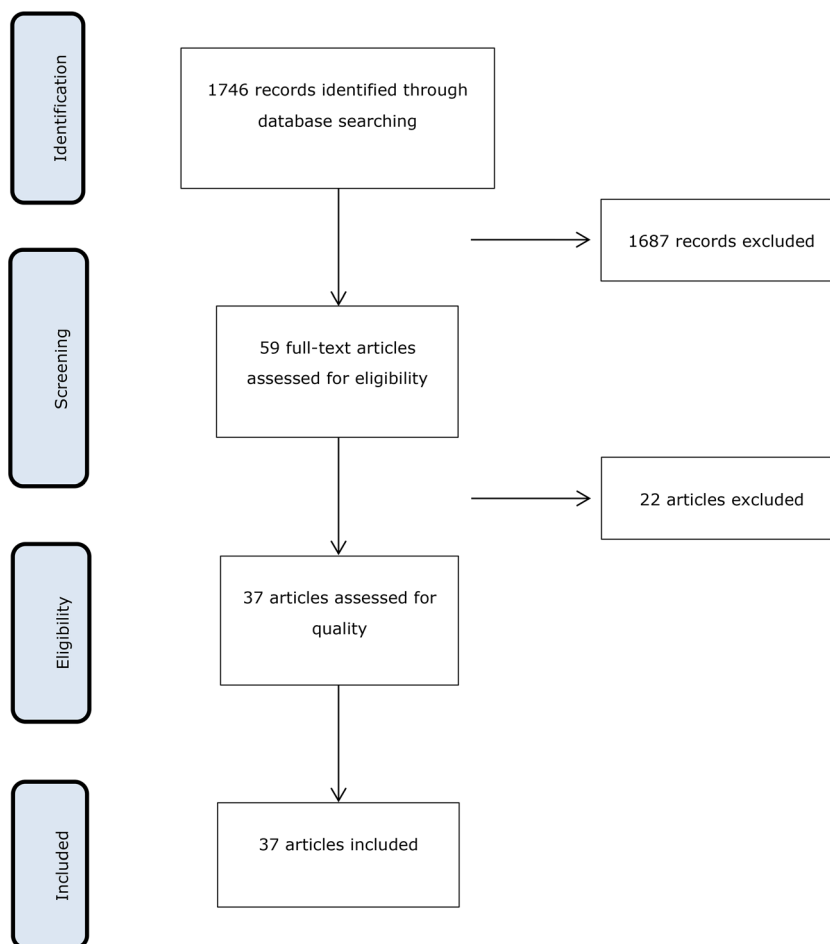 Identification
1746 records identified through
database searching
1687 records excluded
Screening
59 full-text articles
assessed for eligibility
22 articles excluded
Eligibility
37 articles assessed for
quality
Included
37 articles included